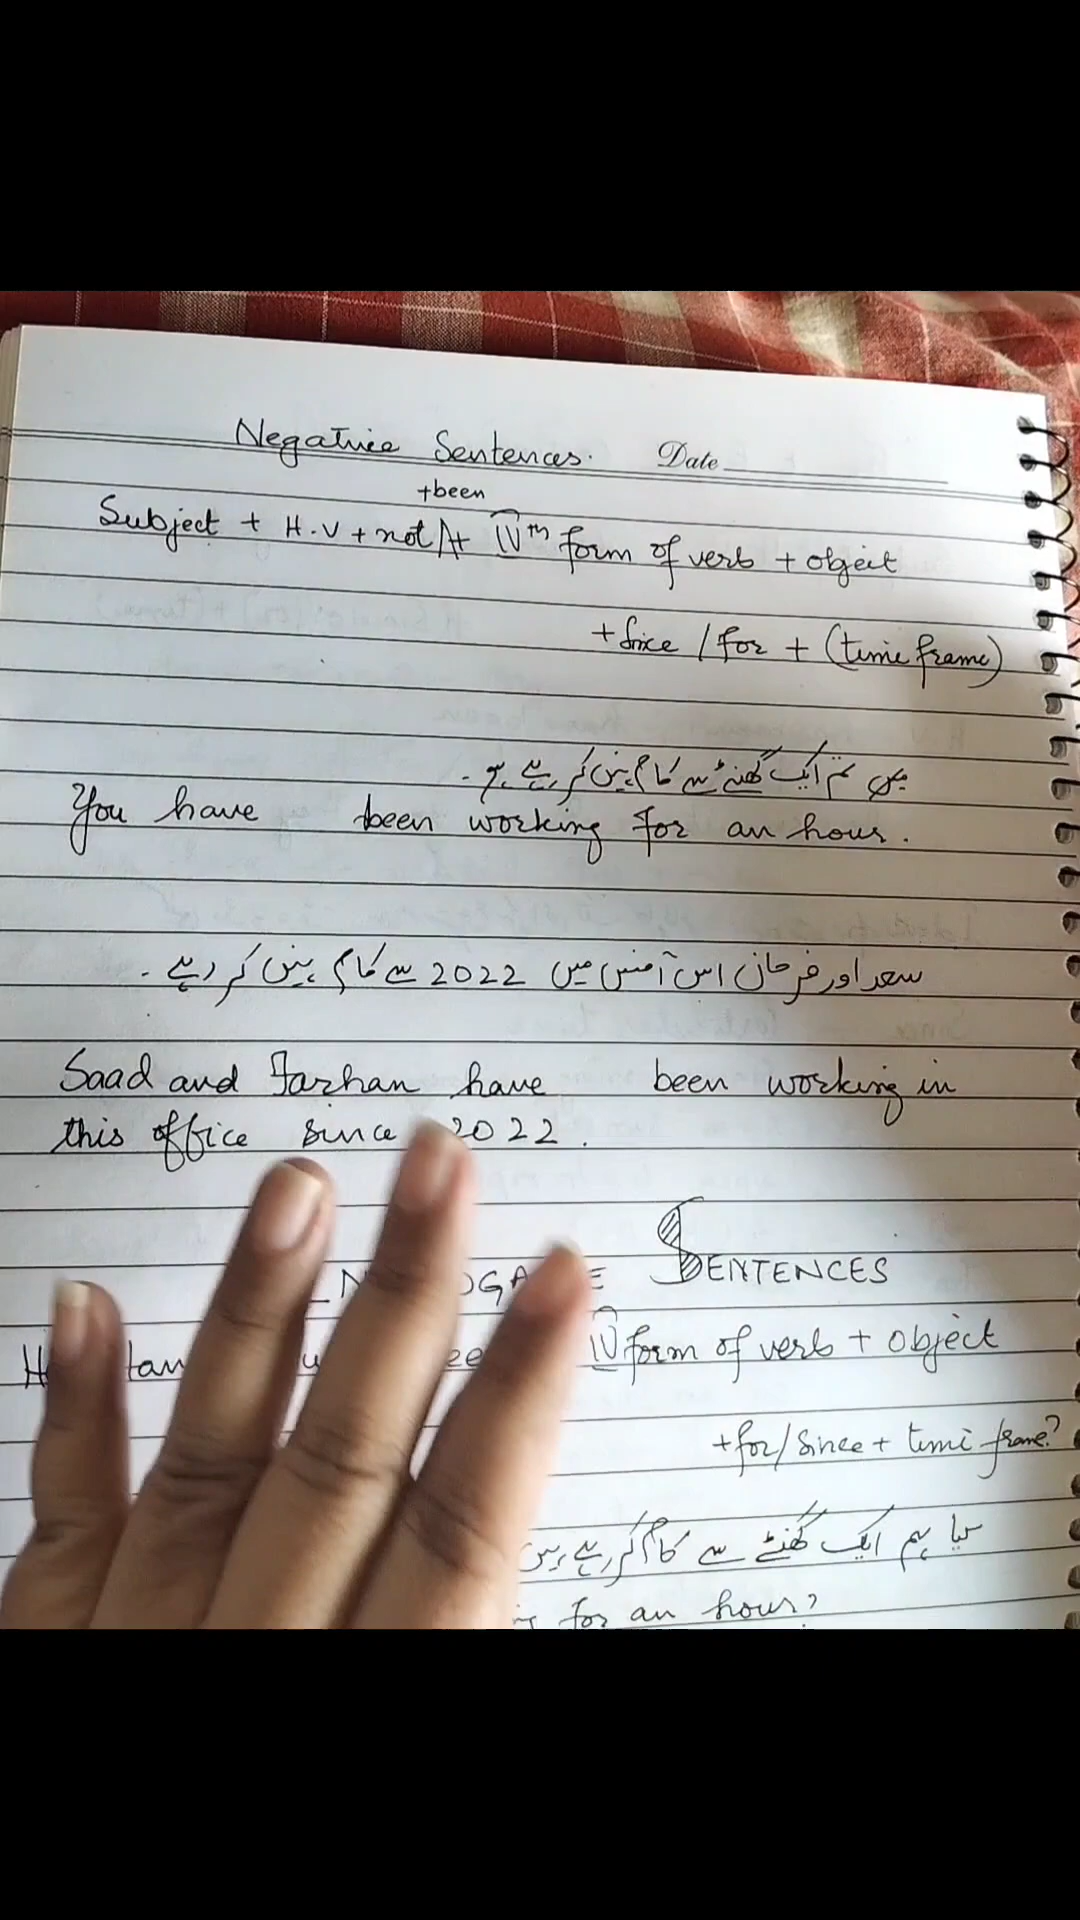 Negative Sentences. Date
+been
Subject + H.V + not + IVth form of verb + object
+ Since / for + (time frame)
تم ایک گھنٹے سے کام نہیں کر رہے ہو ۔
You have been working for an hour.
سعد اور فرحان اس آفس میں 2022 سے کام نہیں کر رہے ۔
Saad and Farhan have been working in
this office since 2022.
SENTENCES
IV form of verb + object
+ for/since + time frame?
کیا ہم ایک گھنٹے سے کام کر رہے ہیں
for an hour?